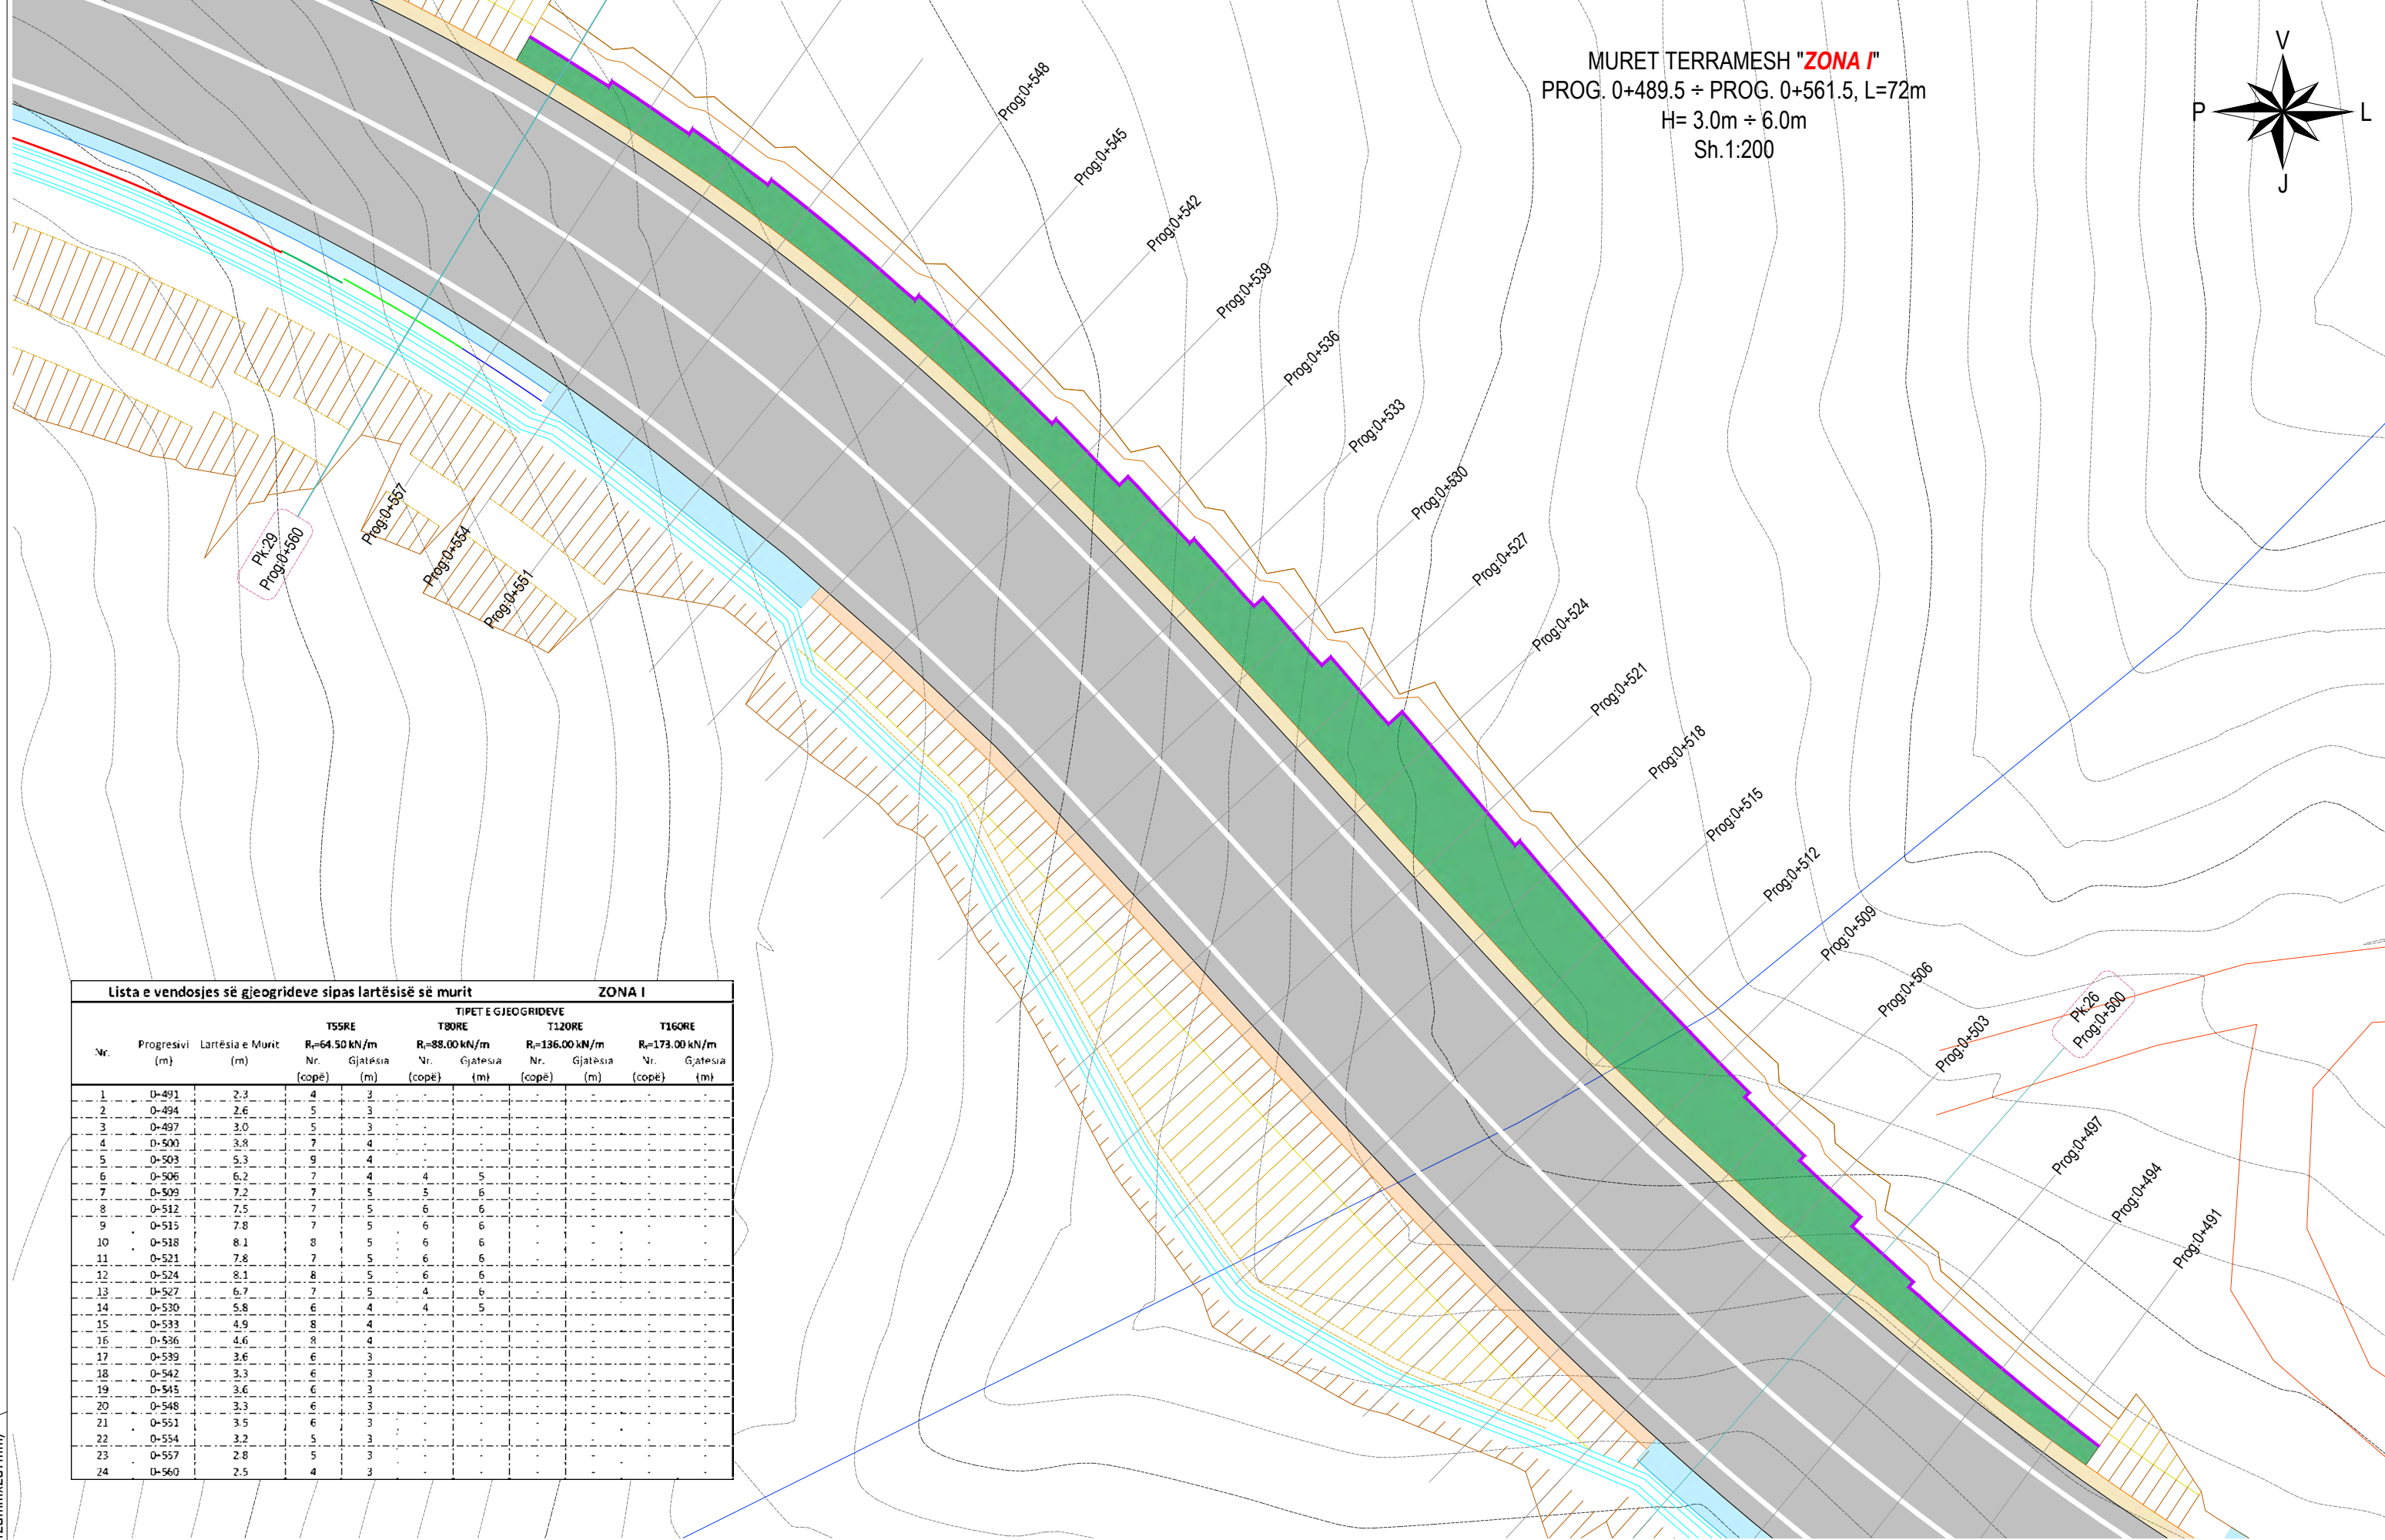 MURET TERRAMESH "ZONA I"
PROG. 0+489.5 ÷ PROG. 0+561.5, L=72m
H= 3.0m ÷ 6.0m
Sh.1:200
V
P
L
J
Prog:0+548
Prog:0+545
Prog:0+542
Prog:0+539
Prog:0+536
Prog:0+533
Prog:0+530
Prog:0+527
Prog:0+524
Prog:0+521
Prog:0+518
Prog:0+515
Prog:0+512
Prog:0+509
Prog:0+506
Prog:0+503
Pk:26
Prog:0+500
Prog:0+497
Prog:0+494
Prog:0+491
Pk:29
Prog:0+560
Prog:0+557
Prog:0+554
Prog:0+551
Lista e vendosjes së gjeogrideve sipas lartësisë së murit ZONA I
TIPET E GJEOGRIDEVE
T55RE T80RE T120RE T160RE
Nr. Progresivi Lartësia e Murit Rt=64.50 kN/m Rt=88.00 kN/m Rt=136.00 kN/m Rt=173.00 kN/m
(m) (m) Nr. Gjatësia Nr. Gjatësia Nr. Gjatësia Nr. Gjatësia
(copë) (m) (copë) (m) (copë) (m) (copë) (m)
1 0+491 2.3 4 3 - - - - - -
2 0+494 2.6 5 3 - - - - - -
3 0+497 3.0 5 3 - - - - - -
4 0+500 3.8 7 4 - - - - - -
5 0+503 5.3 9 4 - - - - - -
6 0+506 6.2 7 4 4 5 - - - -
7 0+509 7.2 7 5 5 6 - - - -
8 0+512 7.5 7 5 6 6 - - - -
9 0+515 7.8 7 5 6 6 - - - -
10 0+518 8.1 8 5 6 6 - - - -
11 0+521 7.8 7 5 6 6 - - - -
12 0+524 8.1 8 5 6 6 - - - -
13 0+527 6.7 7 5 4 6 - - - -
14 0+530 5.8 6 4 4 5 - - - -
15 0+533 4.9 8 4 - - - - - -
16 0+536 4.6 8 4 - - - - - -
17 0+539 3.6 6 3 - - - - - -
18 0+542 3.3 6 3 - - - - - -
19 0+545 3.6 6 3 - - - - - -
20 0+548 3.3 6 3 - - - - - -
21 0+551 3.5 6 3 - - - - - -
22 0+554 3.2 5 3 - - - - - -
23 0+557 2.8 5 3 - - - - - -
24 0+560 2.5 4 3 - - - - - -